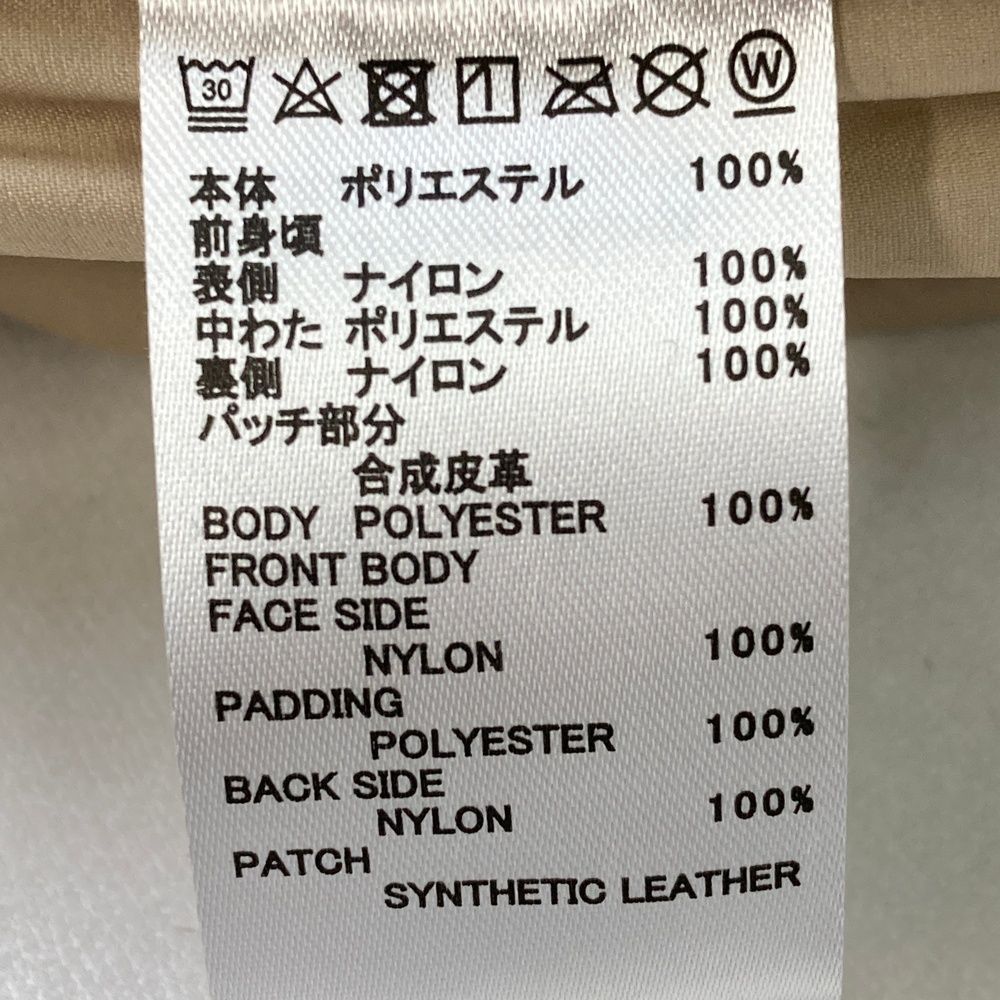 30 W
本体 ポリエステル 100%
前身頃
表側 ナイロン 100%
中わた ポリエステル 100%
裏側 ナイロン 100%
パッチ部分
合成皮革
BODY POLYESTER 100%
FRONT BODY
FACE SIDE
NYLON 100%
PADDING
POLYESTER 100%
BACK SIDE
NYLON 100%
PATCH
SYNTHETIC LEATHER